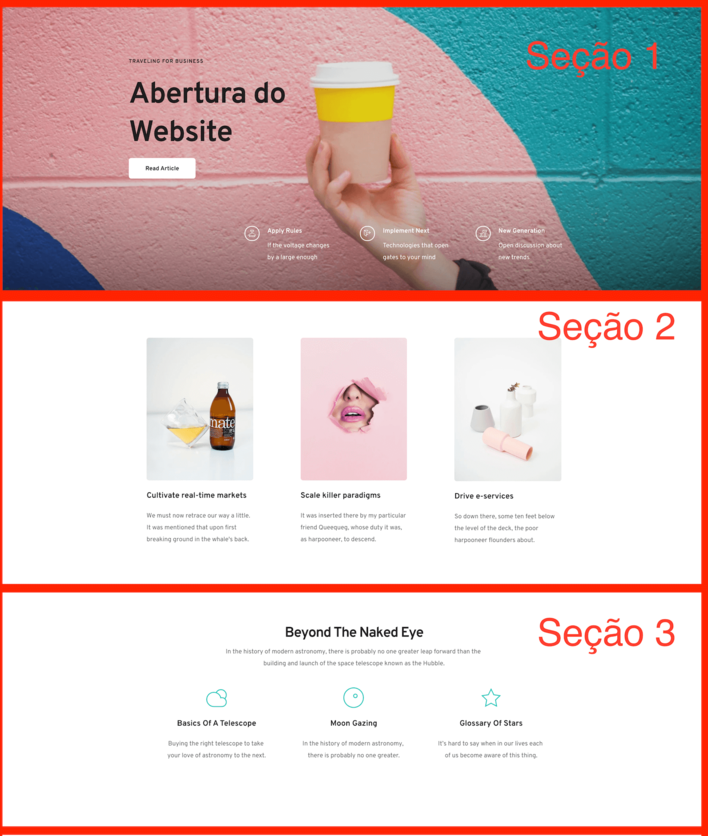 Seção 1
TRAVELING FOR BUSINESS
Abertura do
Website
Read Article
Apply Rules
If the voltage changes
by a large enough
Implement Next
Technologies that open
gates to your mind
New Generation
Open discussion about
new trends
Seção 2
mate
Cultivate real-time markets
We must now retrace our way a little.
It was mentioned that upon first
breaking ground in the whale's back.
Scale killer paradigms
It was inserted there by my particular
friend Queequeg, whose duty it was,
as harpooneer, to descend.
Drive e-services
So down there, some ten feet below
the level of the deck, the poor
harpooneer flounders about.
Seção 3
Beyond The Naked Eye
In the history of modern astronomy, there is probably no one greater leap forward than the
building and launch of the space telescope known as the Hubble.
Basics Of A Telescope
Buying the right telescope to take
your love of astronomy to the next.
Moon Gazing
In the history of modern astronomy,
there is probably no one greater.
Glossary Of Stars
It's hard to say when in our lives each
of us become aware of this thing.